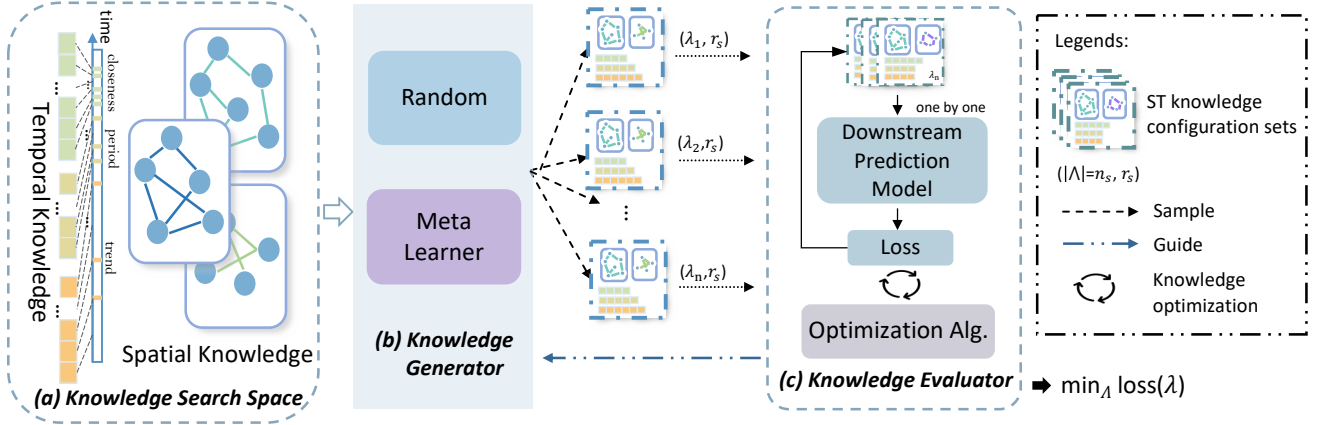 time
closeness
period
trend
Temporal Knowledge
Spatial Knowledge
(a) Knowledge Search Space
Random
Meta
Learner
(b) Knowledge
Generator
(λ₁, rₛ)
(λ₂,rₛ)
...
(λₙ,rₛ)
λₙ
one by one
Downstream
Prediction
Model
Loss
Optimization Alg.
(c) Knowledge Evaluator
min_Λ loss(λ)
Legends:
ST knowledge
configuration sets
(|Λ|=nₛ, rₛ)
Sample
Guide
Knowledge
optimization